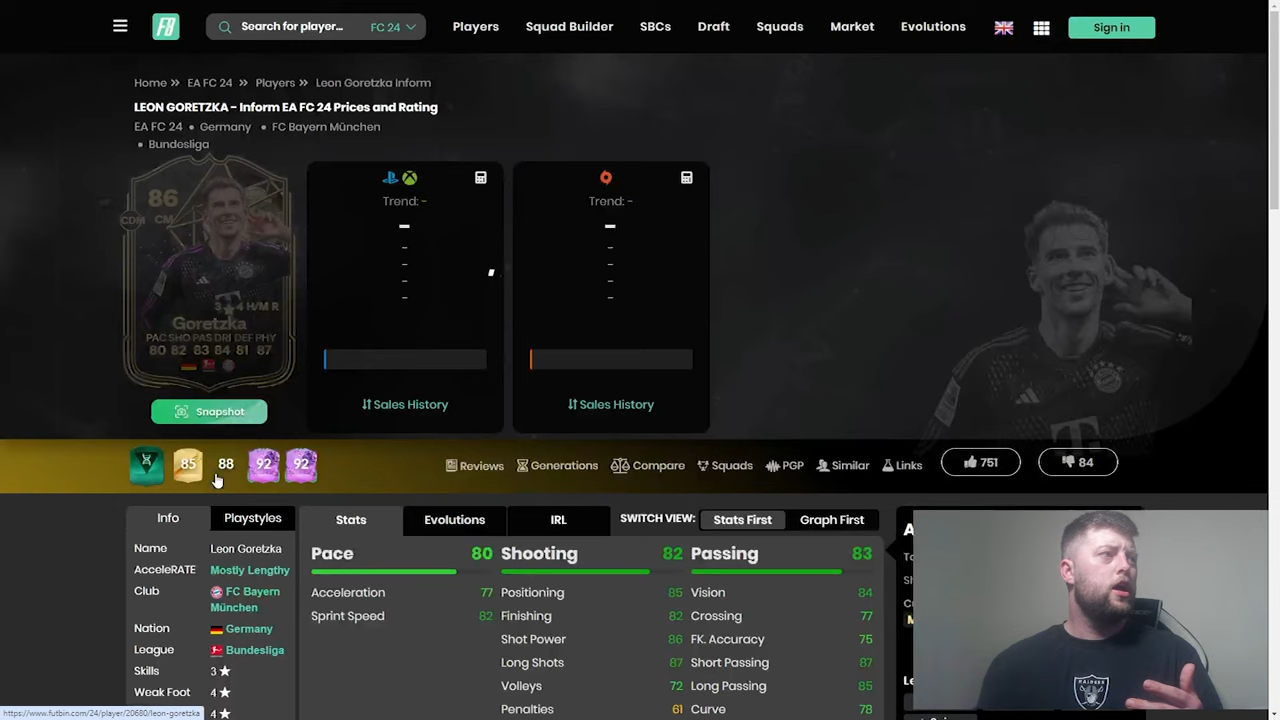 FB
Search for player...
FC 24
Players
Squad Builder
SBCs
Draft
Squads
Market
Evolutions
Sign in
Home >> EA FC 24 >> Players >> Leon Goretzka Inform
LEON GORETZKA - Inform EA FC 24 Prices and Rating
EA FC 24 • Germany • FC Bayern München
• Bundesliga
86
CDM CM
3 4 H/M R
Goretzka
PAC SHO PAS DRI DEF PHY
80 82 83 84 81 87
Snapshot
Trend: -
Sales History
Trend: -
Sales History
85
88
92
92
Reviews
Generations
Compare
Squads
PGP
Similar
Links
751
84
Info
Playstyles
Name Leon Goretzka
AcceleRATE Mostly Lengthy
Club FC Bayern
München
Nation Germany
League Bundesliga
Skills 3
Weak Foot 4
4
Stats
Evolutions
IRL
SWITCH VIEW:
Stats First
Graph First
Pace 80
Acceleration 77
Sprint Speed 82
Shooting 82
Positioning 85
Finishing 82
Shot Power 86
Long Shots 87
Volleys 72
Penalties 61
Passing 83
Vision 84
Crossing 77
FK. Accuracy 75
Short Passing 87
Long Passing 85
Curve 78
RAIDERS
https://www.futbin.com/24/player/20680/leon-goretzka